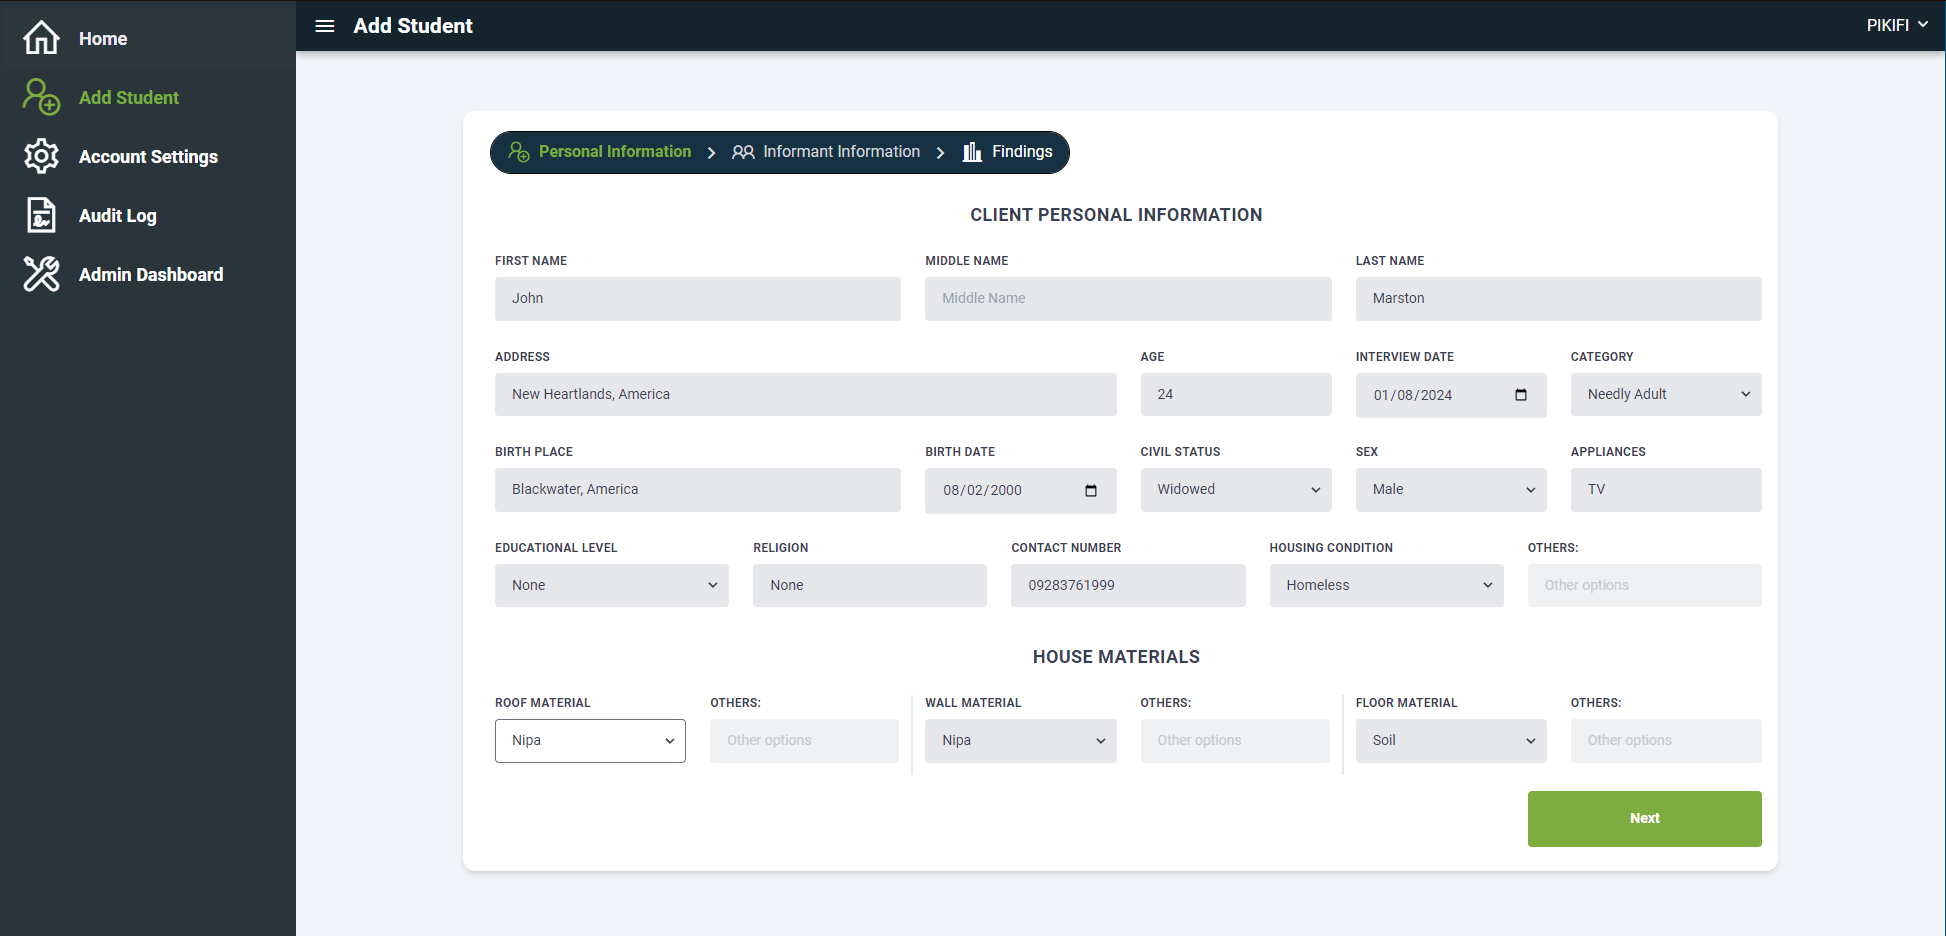 Home
Add Student
Account Settings
Audit Log
Admin Dashboard
Add Student
PIKIFI
Personal Information
Informant Information
Findings
CLIENT PERSONAL INFORMATION
FIRST NAME
MIDDLE NAME
LAST NAME
John
Middle Name
Marston
ADDRESS
AGE
INTERVIEW DATE
CATEGORY
New Heartlands, America
24
01/08/2024
Needly Adult
BIRTH PLACE
BIRTH DATE
CIVIL STATUS
SEX
APPLIANCES
Blackwater, America
08/02/2000
Widowed
Male
TV
EDUCATIONAL LEVEL
RELIGION
CONTACT NUMBER
HOUSING CONDITION
OTHERS:
None
None
09283761999
Homeless
Other options
HOUSE MATERIALS
ROOF MATERIAL
OTHERS:
WALL MATERIAL
OTHERS:
FLOOR MATERIAL
OTHERS:
Nipa
Other options
Nipa
Other options
Soil
Other options
Next